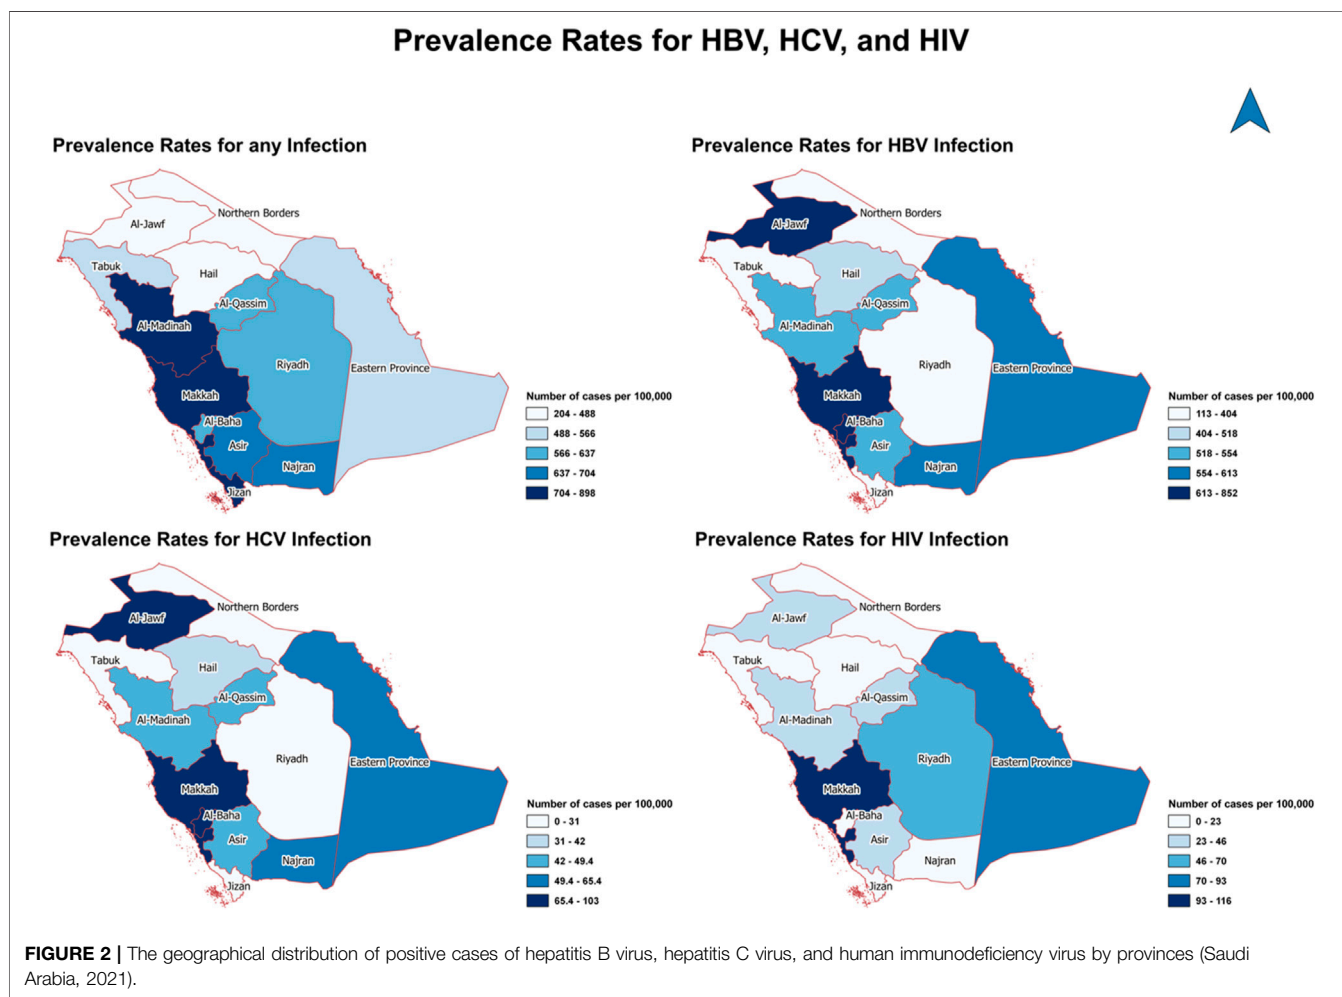 Prevalence Rates for HBV, HCV, and HIV
Prevalence Rates for any Infection
Northern Borders
Al-Jawf
Tabuk
Hail
Al-Qassim
Al-Madinah
Riyadh
Eastern Province
Makkah
Al-Baha
Asir
Najran
Jizan
Number of cases per 100,000
204 - 488
488 - 566
566 - 637
637 - 704
704 - 898
Prevalence Rates for HBV Infection
Northern Borders
Al-Jawf
Tabuk
Hail
Al-Qassim
Al-Madinah
Riyadh
Eastern Province
Makkah
Al-Baha
Asir
Najran
Jizan
Number of cases per 100,000
113 - 404
404 - 518
518 - 554
554 - 613
613 - 852
Prevalence Rates for HCV Infection
Northern Borders
Al-Jawf
Tabuk
Hail
Al-Qassim
Al-Madinah
Riyadh
Eastern Province
Makkah
Al-Baha
Asir
Najran
Jizan
Number of cases per 100,000
0 - 31
31 - 42
42 - 49.4
49.4 - 65.4
65.4 - 103
Prevalence Rates for HIV Infection
Northern Borders
Al-Jawf
Tabuk
Hail
Al-Qassim
Al-Madinah
Riyadh
Eastern Province
Makkah
Al-Baha
Asir
Najran
Jizan
Number of cases per 100,000
0 - 23
23 - 46
46 - 70
70 - 93
93 - 116
FIGURE 2 | The geographical distribution of positive cases of hepatitis B virus, hepatitis C virus, and human immunodeficiency virus by provinces (Saudi
Arabia, 2021).